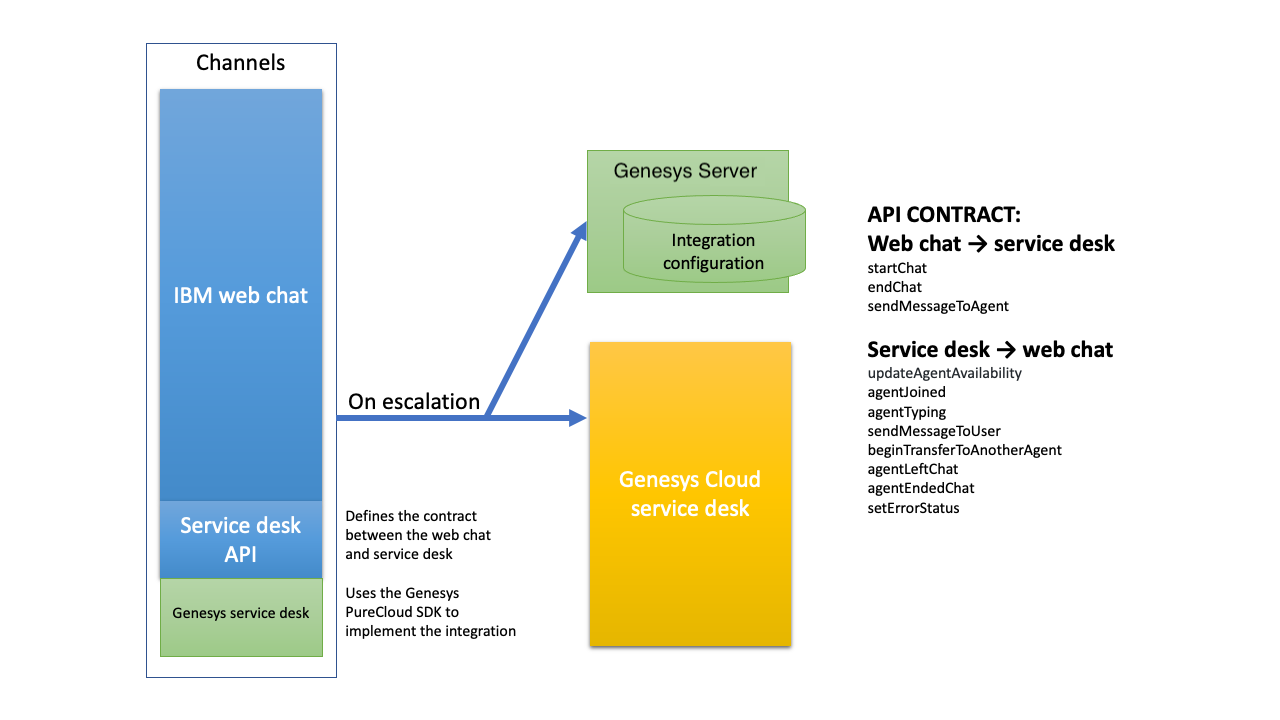 Channels
IBM web chat
Service desk
API
Genesys service desk
On escalation
Defines the contract
between the web chat
and service desk
Uses the Genesys
PureCloud SDK to
implement the integration
Genesys Server
Integration
configuration
Genesys Cloud
service desk
API CONTRACT:
Web chat → service desk
startChat
endChat
sendMessageToAgent
Service desk → web chat
updateAgentAvailability
agentJoined
agentTyping
sendMessageToUser
beginTransferToAnotherAgent
agentLeftChat
agentEndedChat
setErrorStatus